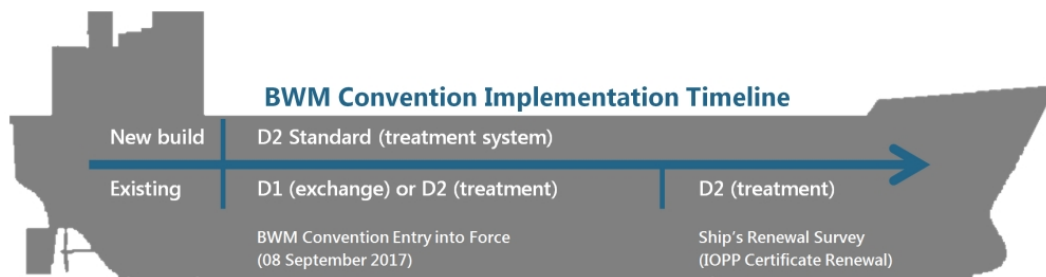 BWM Convention Implementation Timeline
New build
D2 Standard (treatment system)
Existing
D1 (exchange) or D2 (treatment)
D2 (treatment)
BWM Convention Entry into Force
(08 September 2017)
Ship's Renewal Survey
(IOPP Certificate Renewal)